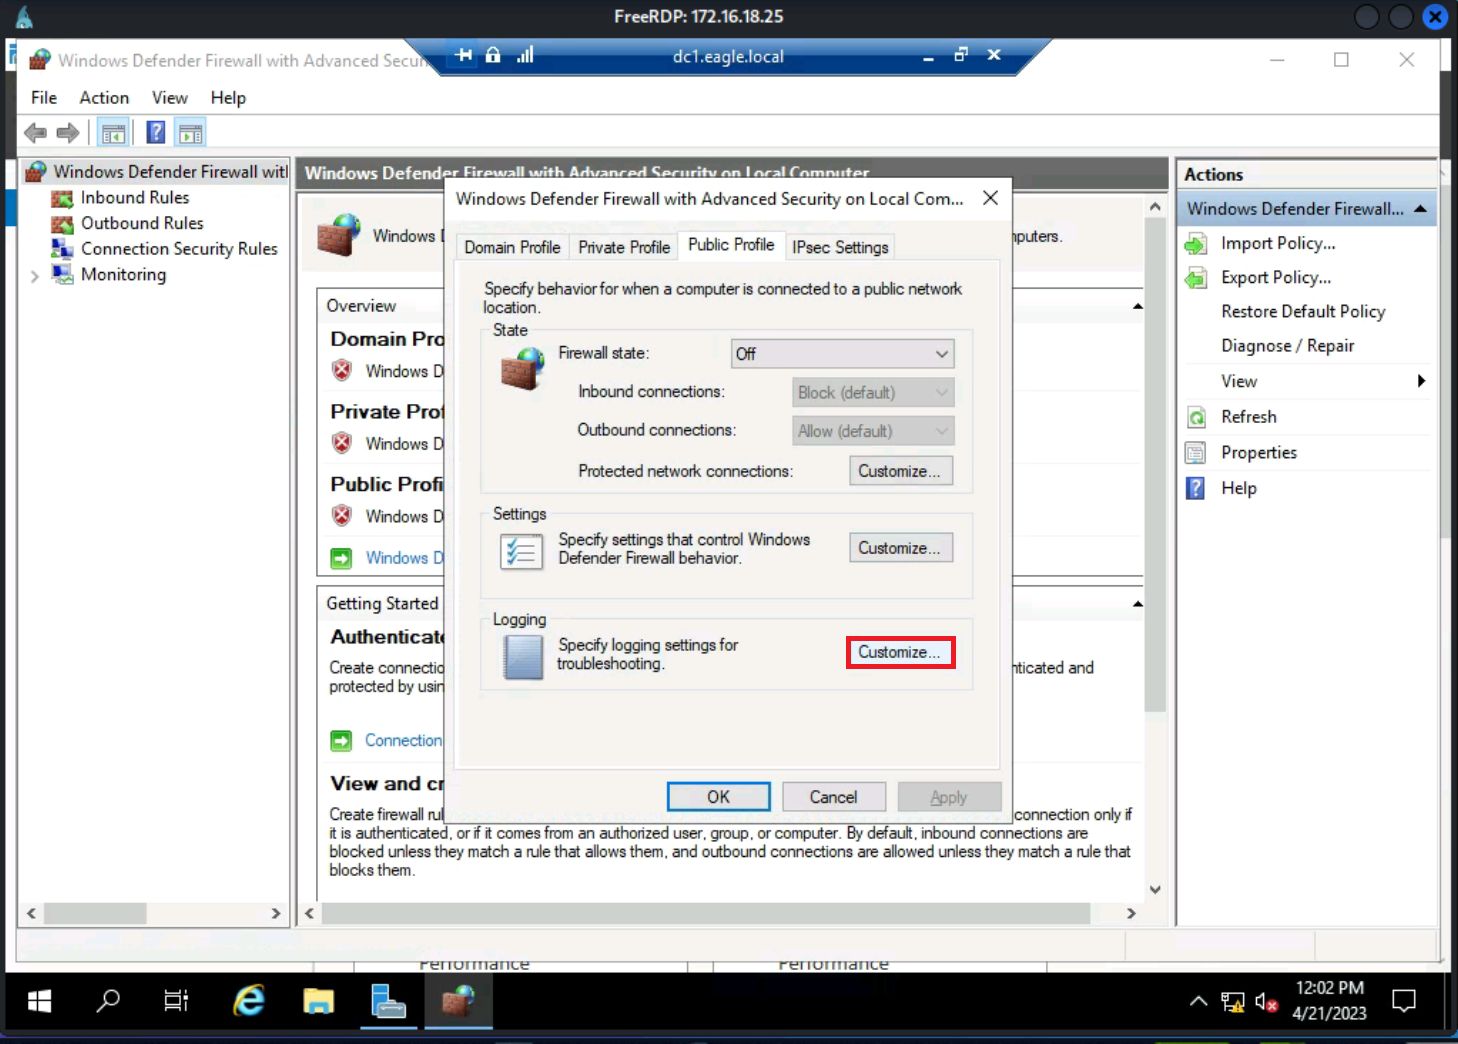 FreeRDP: 172.16.18.25
Windows Defender Firewall with Advanced Secur
dc1.eagle.local
File Action View Help
Windows Defender Firewall wit
Inbound Rules
Outbound Rules
Connection Security Rules
Monitoring
Windows Defender Firewall with Advanced Security on Local Computer
Windows
mputers.
Overview
Domain Pro
Windows D
Private Prof
Windows D
Public Profi
Windows D
Windows D
Getting Started
Authenticate
Create connectio
nticated and
protected by usin
Connection
View and cr
Create firewall rul
connection only if
it is authenticated, or if it comes from an authorized user, group, or computer. By default, inbound connections are
blocked unless they match a rule that allows them, and outbound connections are allowed unless they match a rule that
blocks them.
Windows Defender Firewall with Advanced Security on Local Com...
Domain Profile Private Profile Public Profile IPsec Settings
Specify behavior for when a computer is connected to a public network
location.
State
Firewall state: Off
Inbound connections: Block (default)
Outbound connections: Allow (default)
Protected network connections: Customize...
Settings
Specify settings that control Windows
Defender Firewall behavior.
Customize...
Logging
Specify logging settings for
troubleshooting.
Customize...
OK Cancel Apply
Actions
Windows Defender Firewall...
Import Policy...
Export Policy...
Restore Default Policy
Diagnose / Repair
View
Refresh
Properties
Help
Performance Performance
12:02 PM
4/21/2023